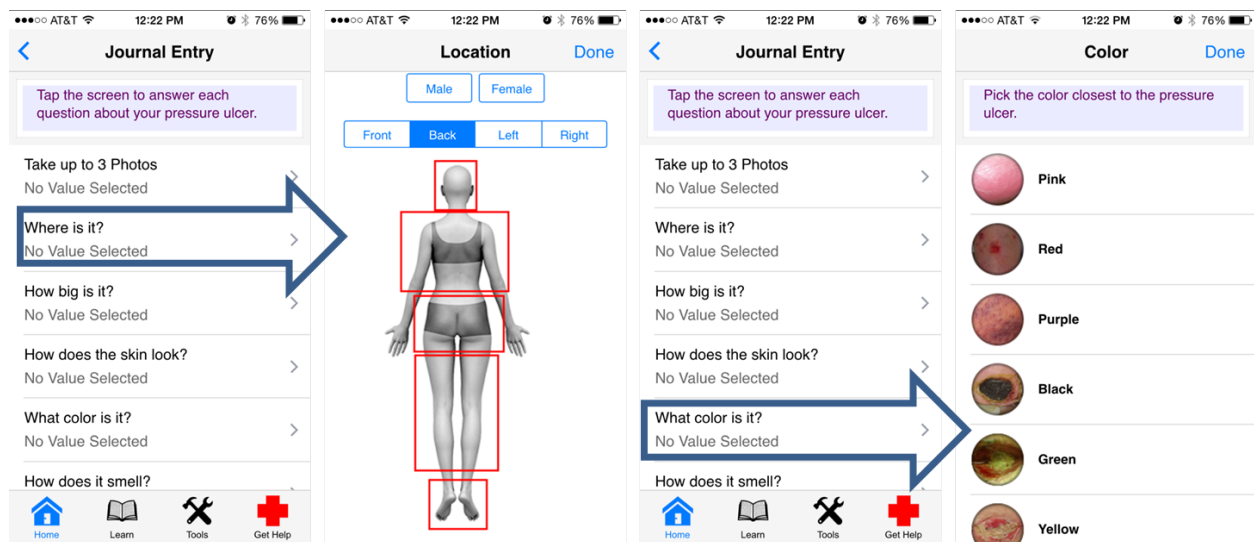 AT&T 12:22 PM 76%
Journal Entry
Tap the screen to answer each
question about your pressure ulcer.
Take up to 3 Photos
No Value Selected
Where is it?
No Value Selected
How big is it?
No Value Selected
How does the skin look?
No Value Selected
What color is it?
No Value Selected
How does it smell?
Home Learn Tools Get Help
AT&T 12:22 PM 76%
Location Done
Male Female
Front Back Left Right
AT&T 12:22 PM 76%
Journal Entry
Tap the screen to answer each
question about your pressure ulcer.
Take up to 3 Photos
No Value Selected
Where is it?
No Value Selected
How big is it?
No Value Selected
How does the skin look?
No Value Selected
What color is it?
No Value Selected
How does it smell?
Home Learn Tools Get Help
AT&T 12:22 PM 76%
Color Done
Pick the color closest to the pressure
ulcer.
Pink
Red
Purple
Black
Green
Yellow